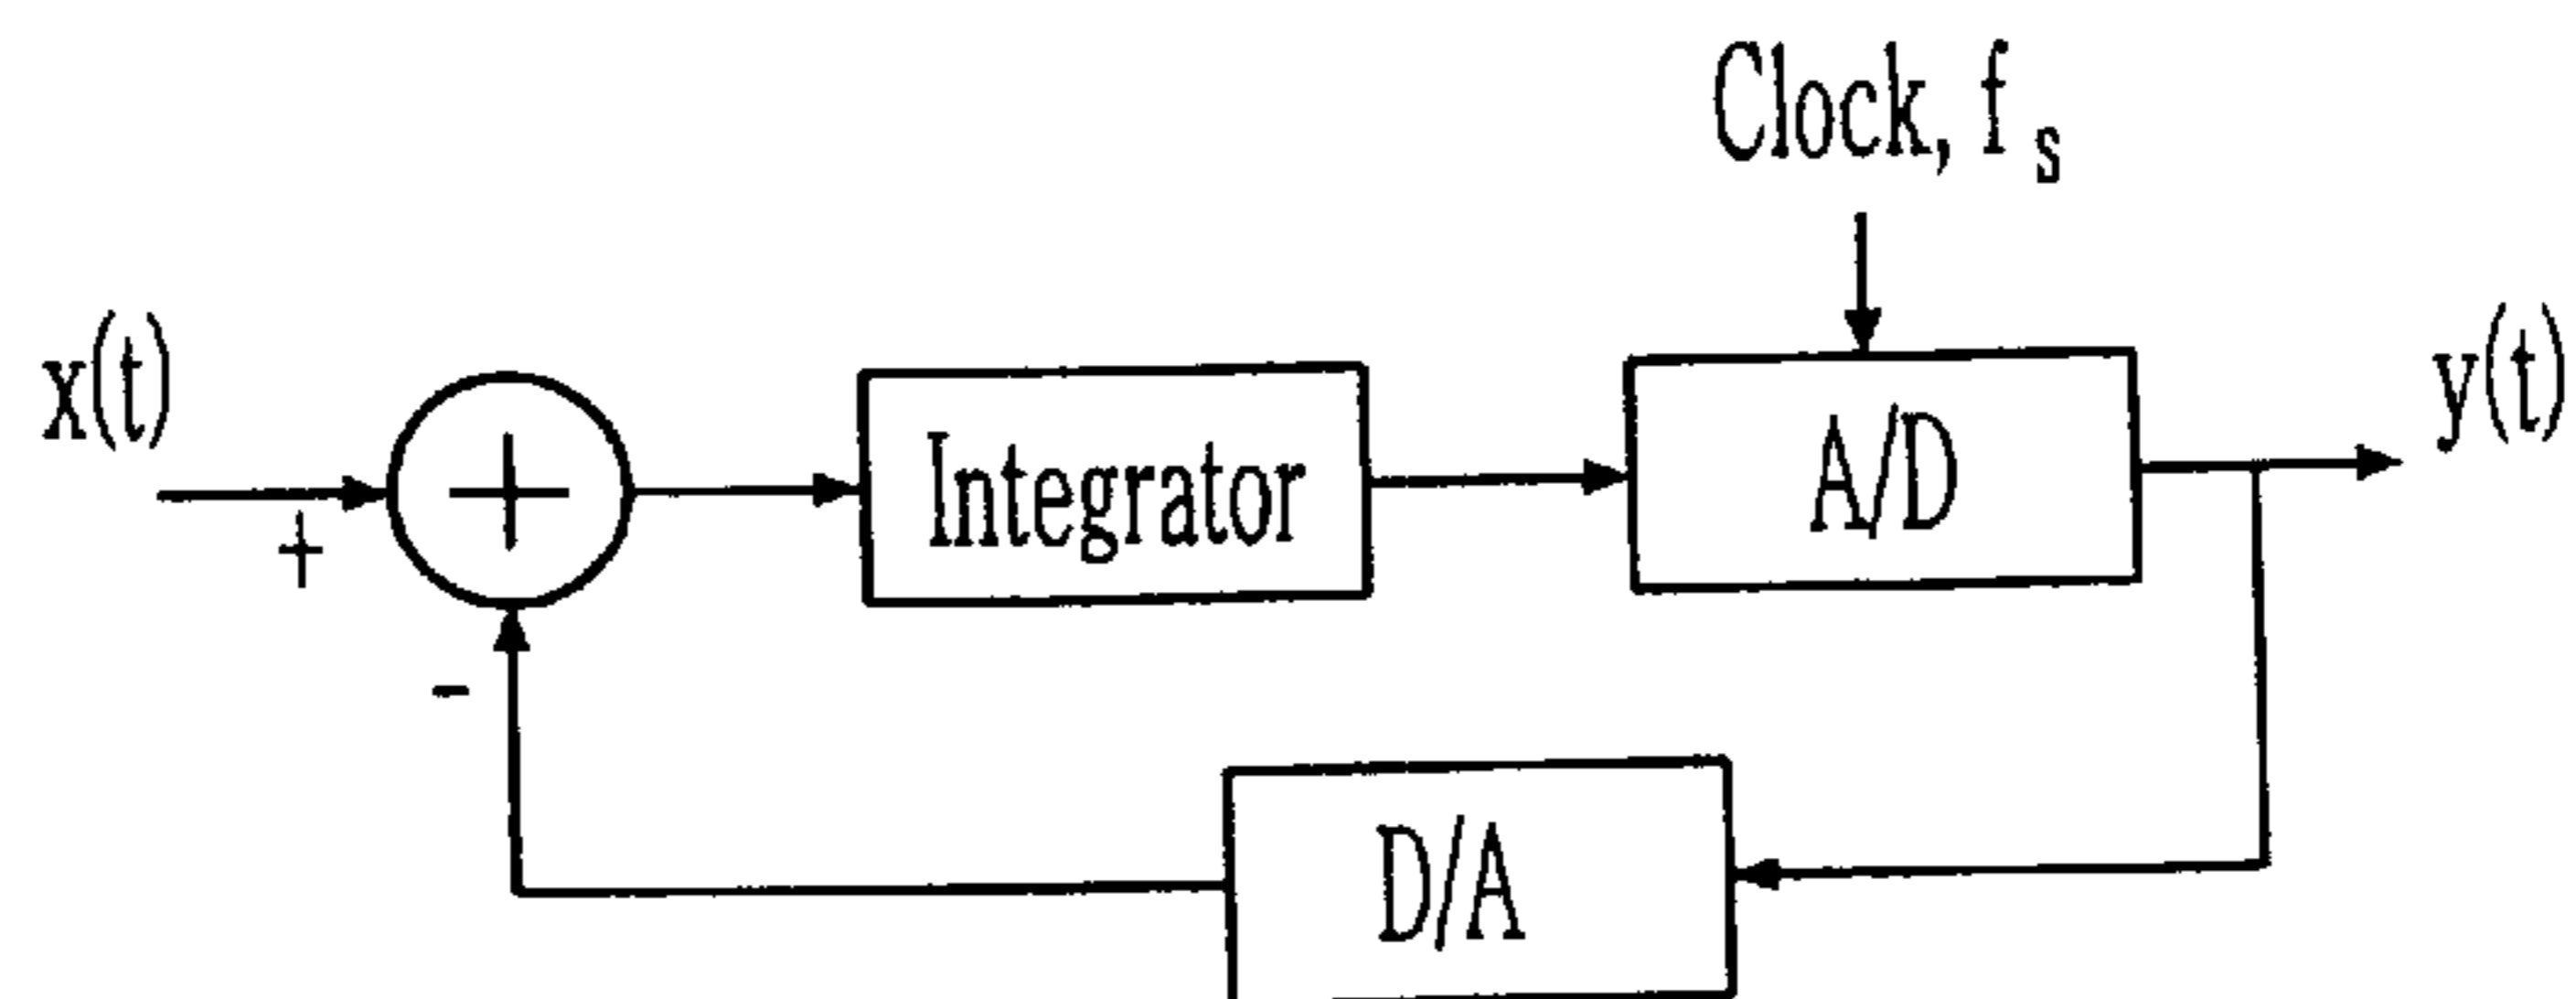 Clock, f s
x(t)
y(t)
+
+
Integrator
A/D
-
D/A